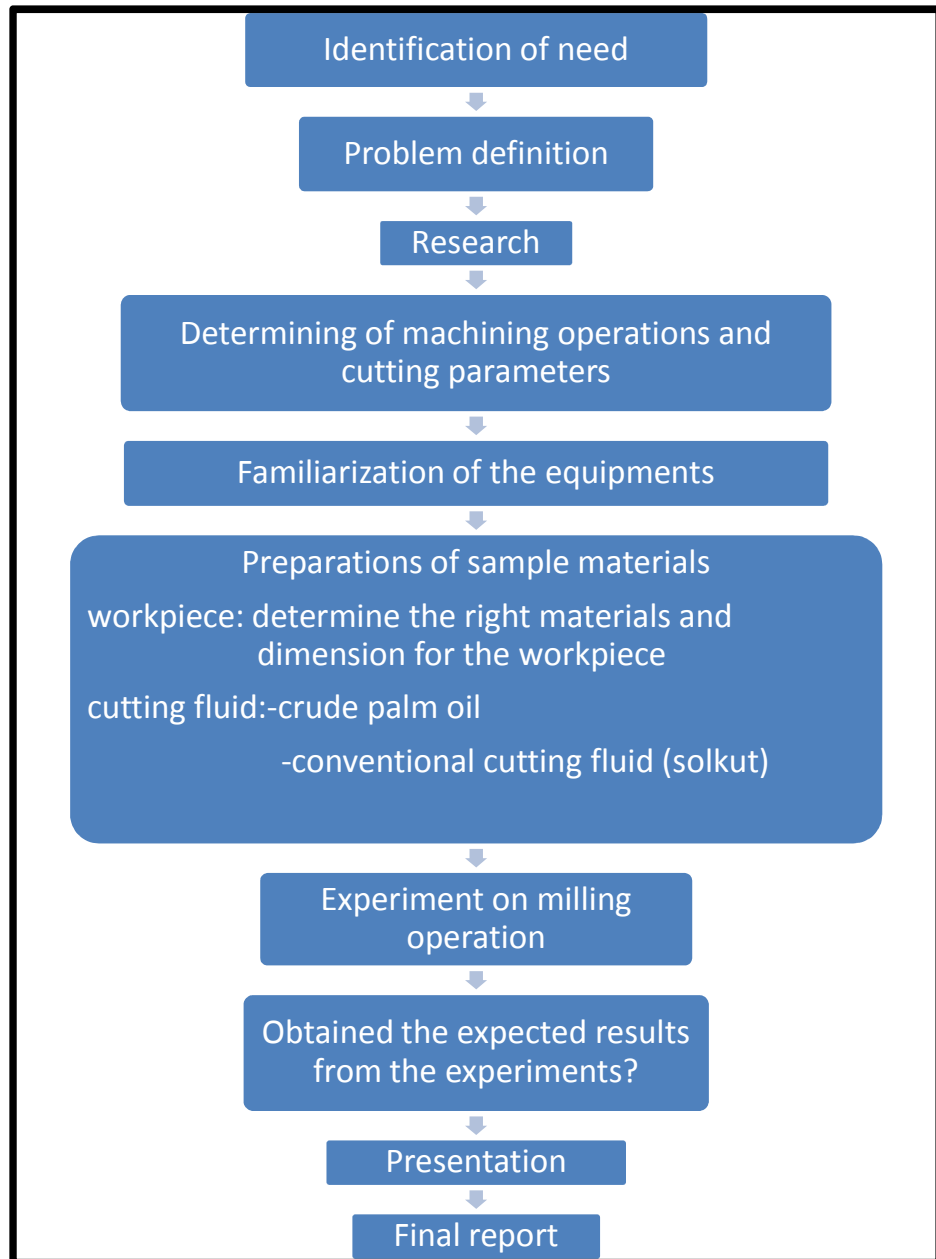 Identification of need
Problem definition
Research
Determining of machining operations and
cutting parameters
Familiarization of the equipments
Preparations of sample materials
workpiece: determine the right materials and
dimension for the workpiece
cutting fluid:-crude palm oil
-conventional cutting fluid (solkut)
Experiment on milling
operation
Obtained the expected results
from the experiments?
Presentation
Final report